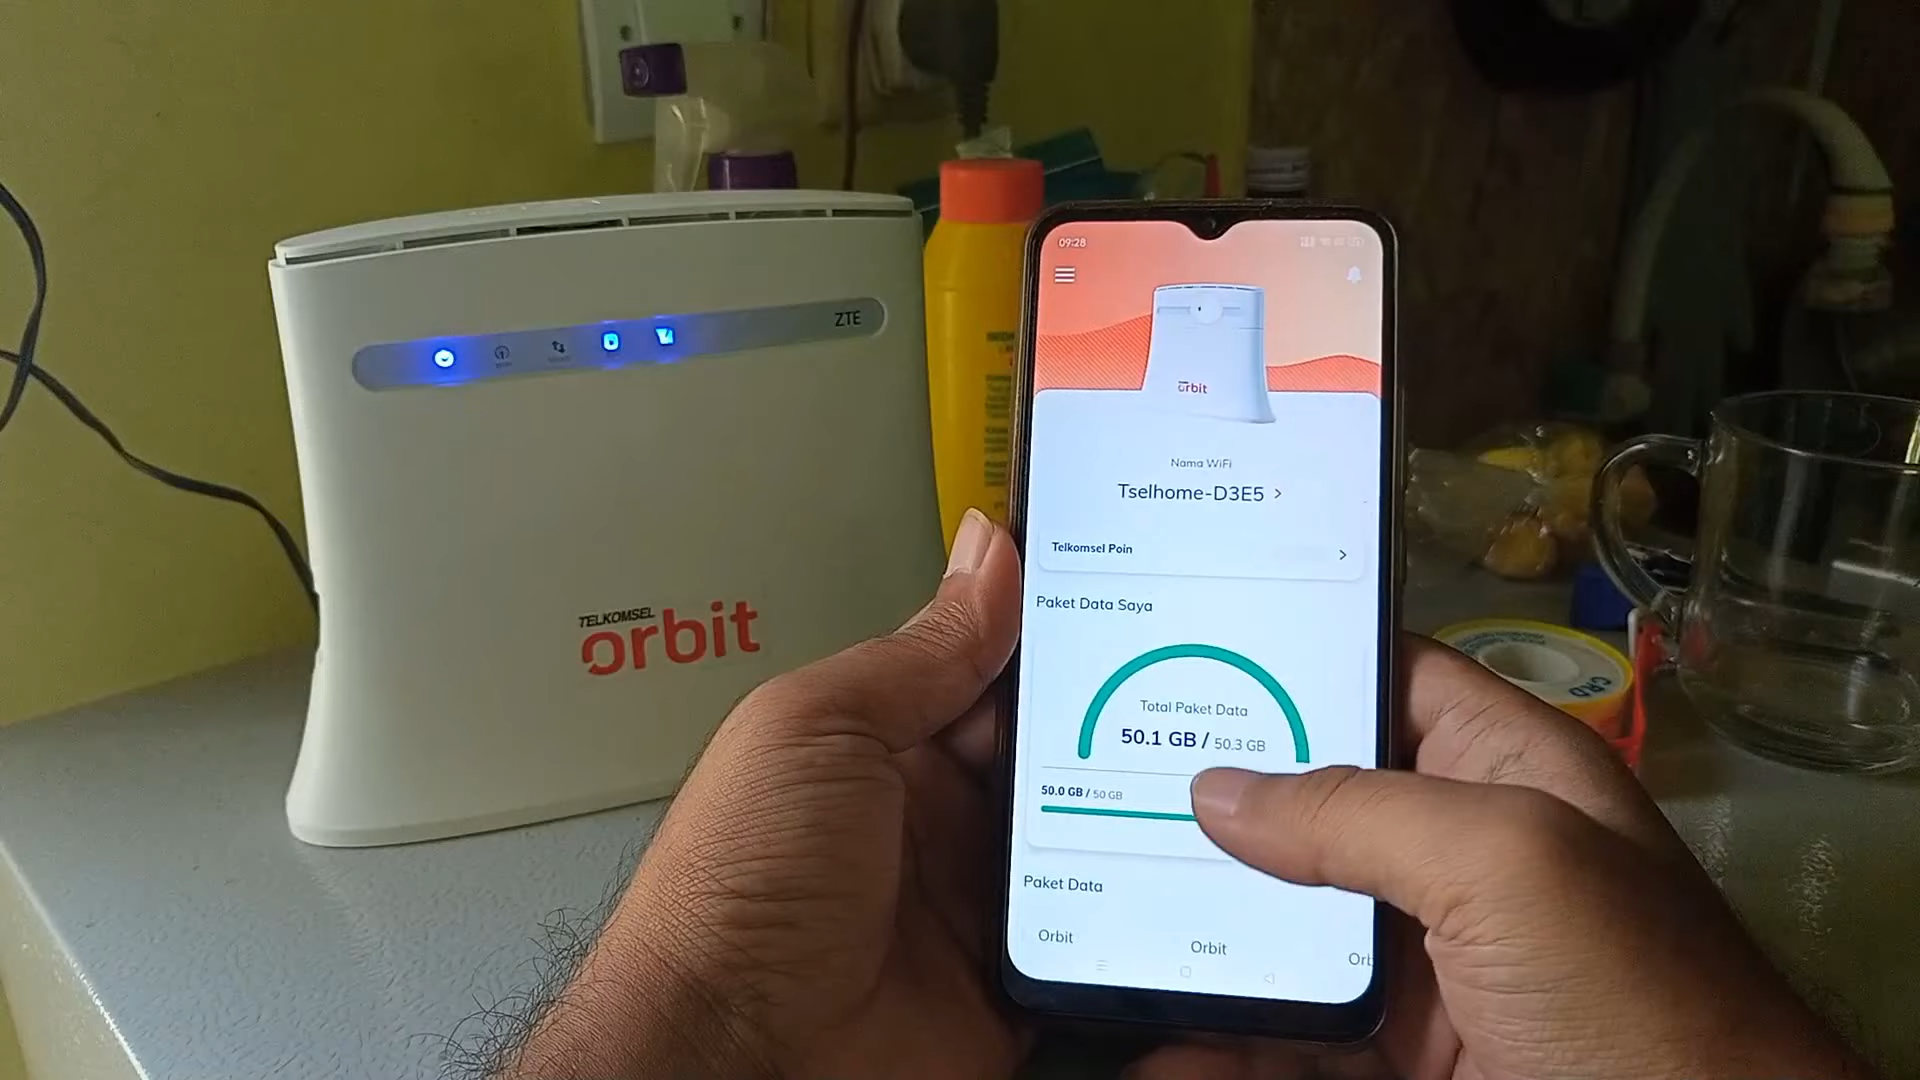 ZTE
TELKOMSEL
orbit
09:28
orbit
Nama WiFi
Tselhome-D3E5 >
Telkomsel Poin >
Paket Data Saya
Total Paket Data
50.1 GB / 50.3 GB
50.0 GB / 50 GB
Paket Data
Orbit
Orbit
Orb